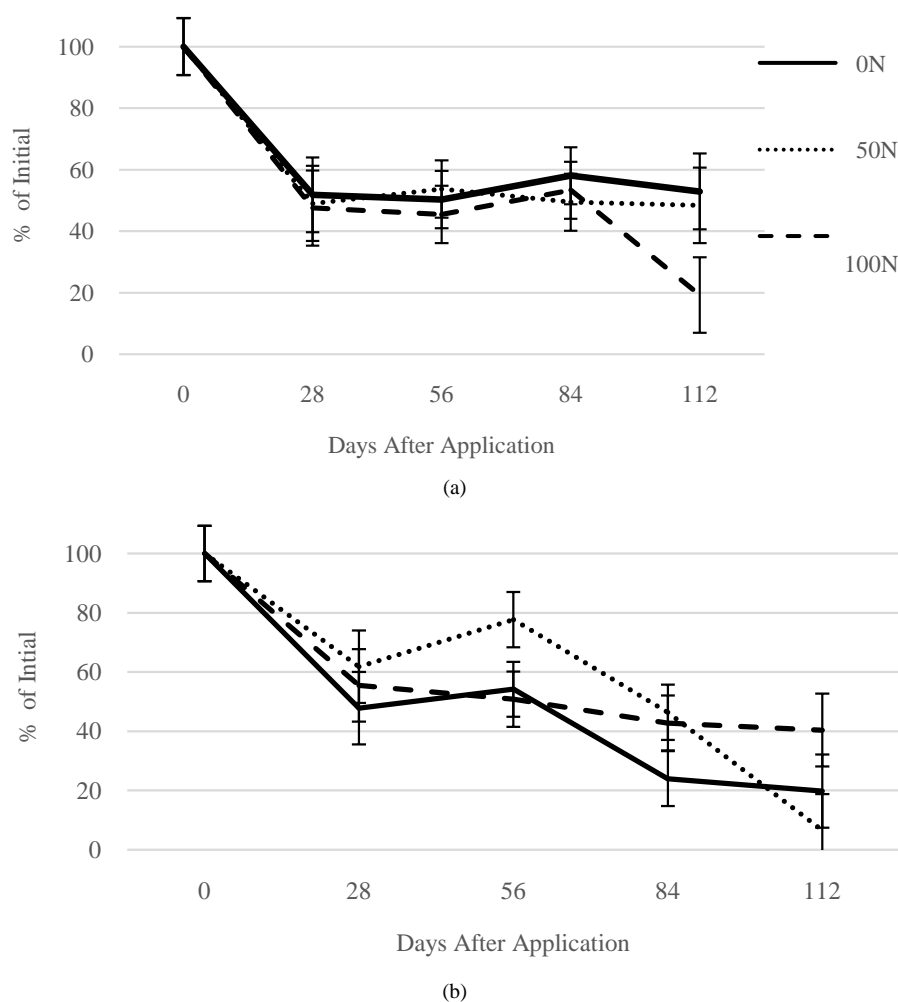 100
80
60
40
20
0
% of Initial
0 28 56 84 112
Days After Application
0N
50N
100N
(a)
100
80
60
40
20
0
% of Intial
0 28 56 84 112
Days After Application
(b)